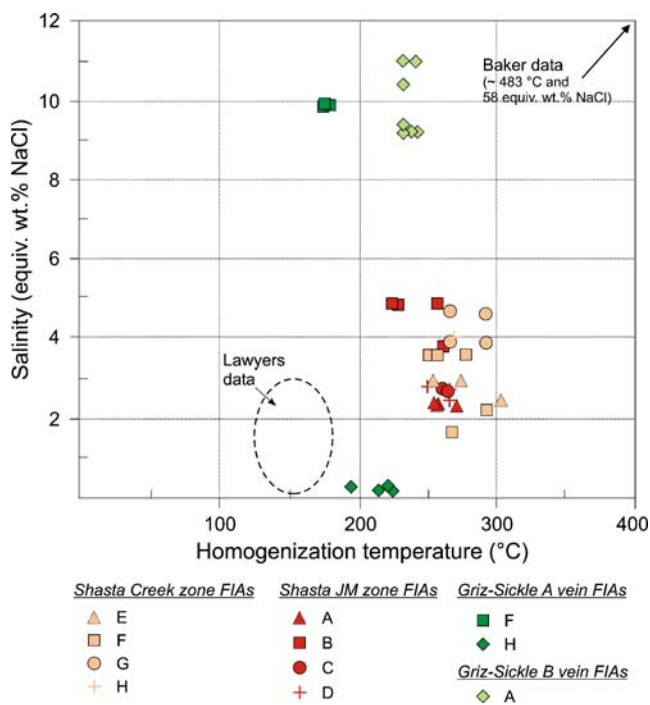 12
10
8
6
4
2
Salinity (equiv. wt.% NaCl)
Baker data
(~ 483 °C and
58 equiv. wt.% NaCl)
Lawyers
data
100
200
300
400
Homogenization temperature (°C)
Shasta Creek zone FIAs
E
F
G
H
Shasta JM zone FIAs
A
B
C
D
Griz-Sickle A vein FIAs
F
H
Griz-Sickle B vein FIAs
A